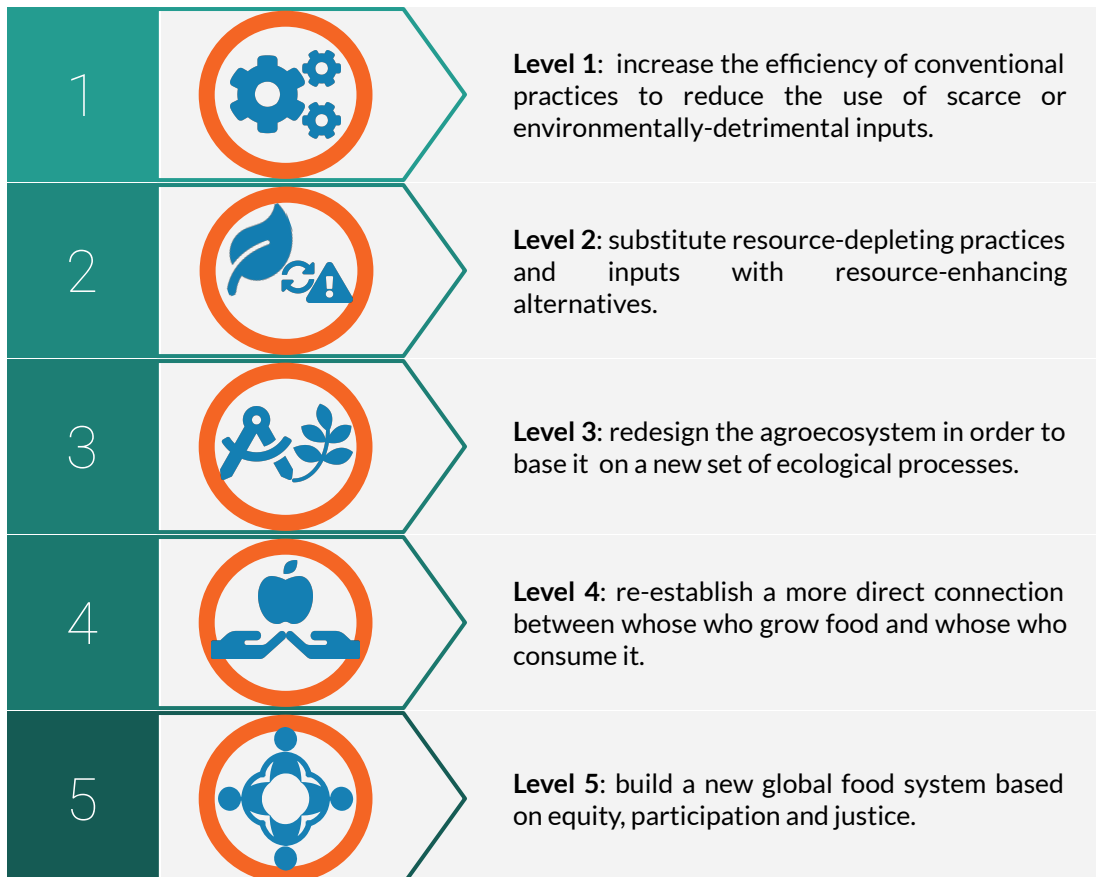 1
Level 1: increase the efficiency of conventional
practices to reduce the use of scarce or
environmentally-detrimental inputs.
2
Level 2: substitute resource-depleting practices
and inputs with resource-enhancing
alternatives.
3
Level 3: redesign the agroecosystem in order to
base it on a new set of ecological processes.
4
Level 4: re-establish a more direct connection
between whose who grow food and whose who
consume it.
5
Level 5: build a new global food system based
on equity, participation and justice.